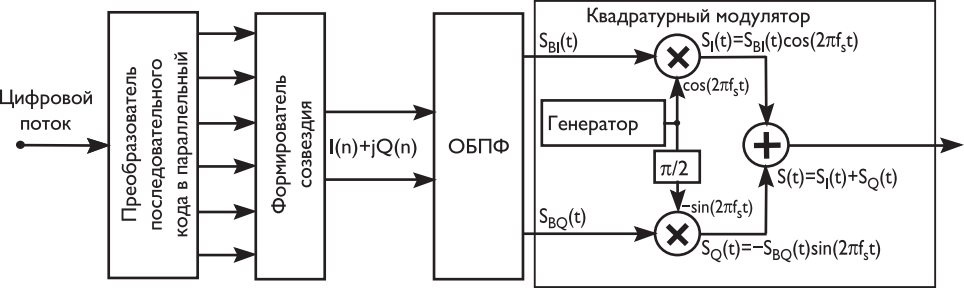 Цифровой
поток
Преобразователь
последовательного
кода в параллельный
Формирователь
созвездия
I(n)+jQ(n)
ОБПФ
Квадратурный модулятор
S_BI(t)
S_I(t)=S_BI(t)cos(2πf_st)
cos(2πf_st)
Генератор
π/2
S(t)=S_I(t)+S_Q(t)
–sin(2πf_st)
S_BQ(t)
S_Q(t)=–S_BQ(t)sin(2πf_st)